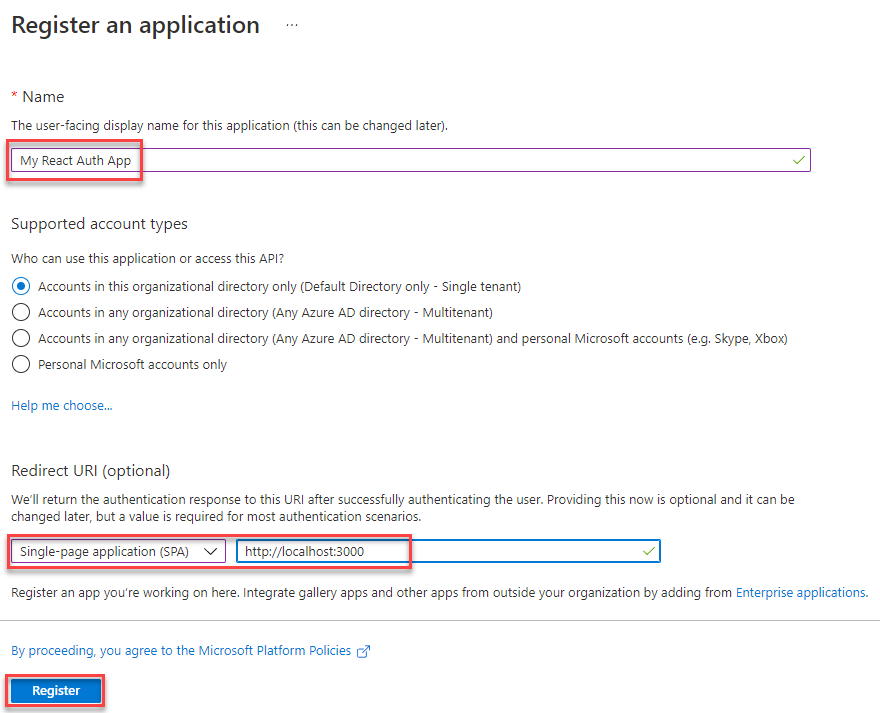 Register an application ...
* Name
The user-facing display name for this application (this can be changed later).
My React Auth App
Supported account types
Who can use this application or access this API?
Accounts in this organizational directory only (Default Directory only - Single tenant)
Accounts in any organizational directory (Any Azure AD directory - Multitenant)
Accounts in any organizational directory (Any Azure AD directory - Multitenant) and personal Microsoft accounts (e.g. Skype, Xbox)
Personal Microsoft accounts only
Help me choose...
Redirect URI (optional)
We'll return the authentication response to this URI after successfully authenticating the user. Providing this now is optional and it can be
changed later, but a value is required for most authentication scenarios.
Single-page application (SPA) http://localhost:3000
Register an app you're working on here. Integrate gallery apps and other apps from outside your organization by adding from Enterprise applications.
By proceeding, you agree to the Microsoft Platform Policies
Register